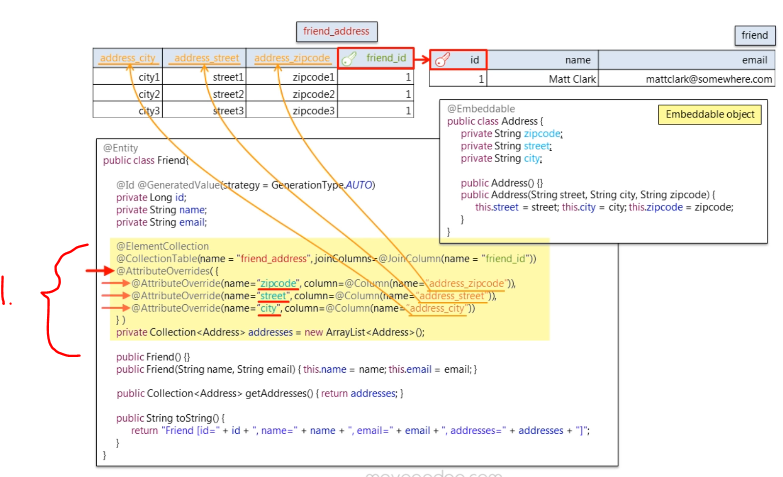 friend_address
friend
address_city address_street address_zipcode friend_id
city1 street1 zipcode1 1
city2 street2 zipcode2 1
city3 street3 zipcode3 1
id name email
1 Matt Clark mattclark@somewhere.com
@Embeddable
public class Address {
private String zipcode;
private String street;
private String city;
public Address() {}
public Address(String street, String city, String zipcode) {
this.street = street; this.city = city; this.zipcode = zipcode;
}
}
Embeddable object
@Entity
public class Friend{
@Id @GeneratedValue(strategy = GenerationType.AUTO)
private Long id;
private String name;
private String email;
1.
@ElementCollection
@CollectionTable(name = "friend_address", joinColumns=@JoinColumn(name = "friend_id"))
@AttributeOverrides( {
@AttributeOverride(name="zipcode", column=@Column(name="address_zipcode")),
@AttributeOverride(name="street", column=@Column(name="address_street")),
@AttributeOverride(name="city", column=@Column(name="address_city"))
} )
private Collection<Address> addresses = new ArrayList<Address>();
public Friend() {}
public Friend(String name, String email) { this.name = name; this.email = email; }
public Collection<Address> getAddresses() { return addresses; }
public String toString() {
return "Friend [id=" + id + ", name=" + name + ", email=" + email + ", addresses=" + addresses + "]";
}
}